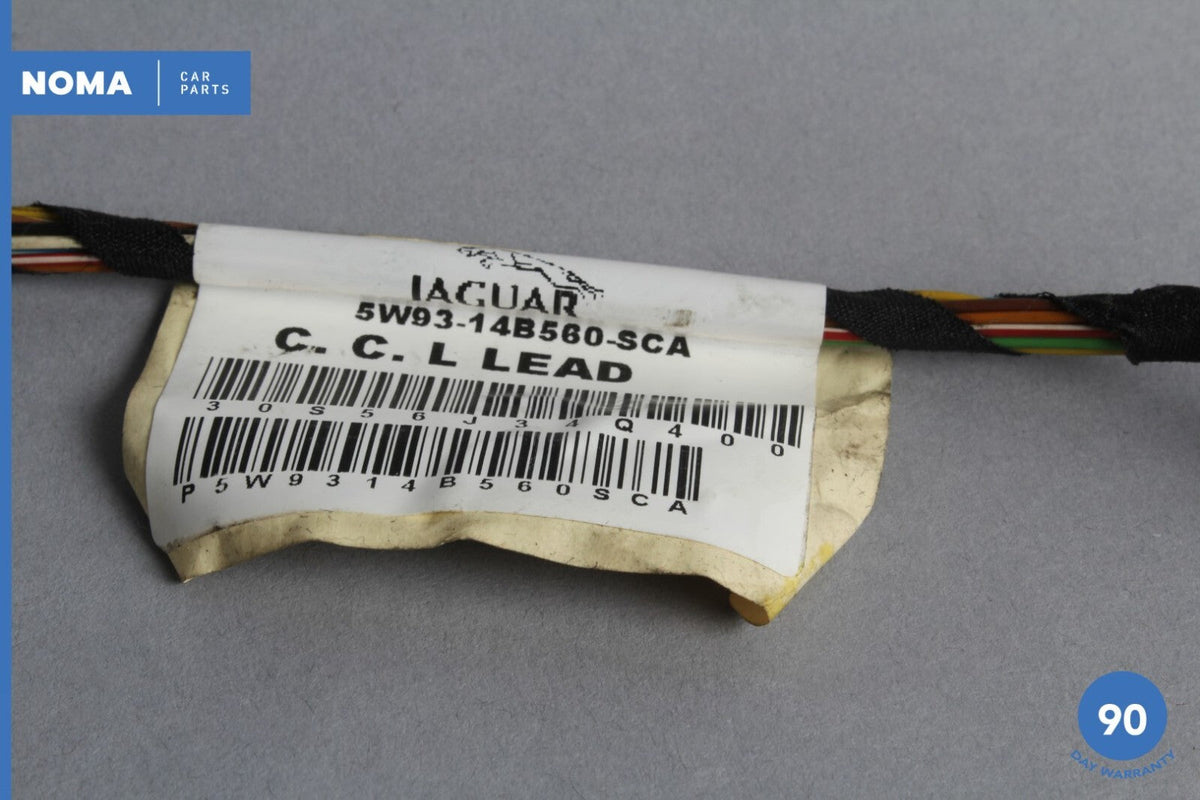 NOMA
CAR
PARTS
JAGUAR
5W93-14B560-SCA
C. C. L LEAD
30S56J34Q400
P5W9314B560SCA
90
DAY WARRANTY